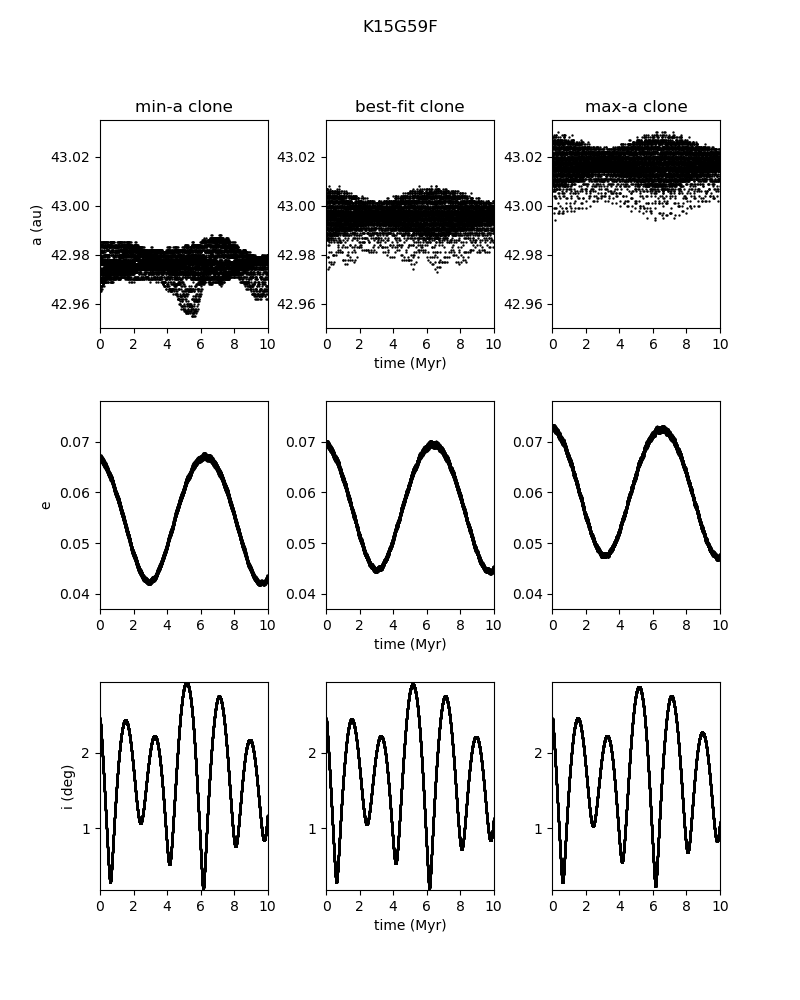 K15G59F
min-a clone best-fit clone max-a clone
43.02 43.02 43.02
43.00 43.00 43.00
42.98 42.98 42.98
42.96 42.96 42.96
a (au)
0 2 4 6 8 10 0 2 4 6 8 10 0 2 4 6 8 10
time (Myr)
0.07 0.07 0.07
0.06 0.06 0.06
0.05 0.05 0.05
0.04 0.04 0.04
e
0 2 4 6 8 10 0 2 4 6 8 10 0 2 4 6 8 10
time (Myr)
2 2 2
1 1 1
i (deg)
0 2 4 6 8 10 0 2 4 6 8 10 0 2 4 6 8 10
time (Myr)